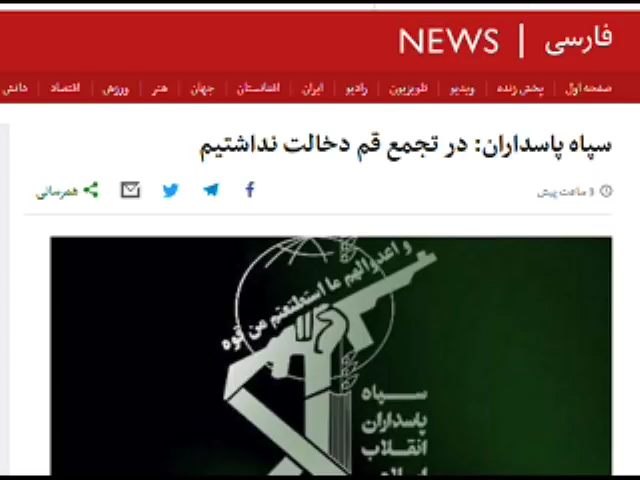 NEWS | فارسی
صفحه اول پخش زنده ویدیو تلویزیون رادیو ایران افغانستان جهان هنر ورزش اقتصاد دانش
سپاه پاسداران: در تجمع قم دخالت نداشتیم
3 ساعت پیش
همرسانی
و اعدوا لهم ما استطعتم من قوه
سپاه
پاسداران
انقلاب